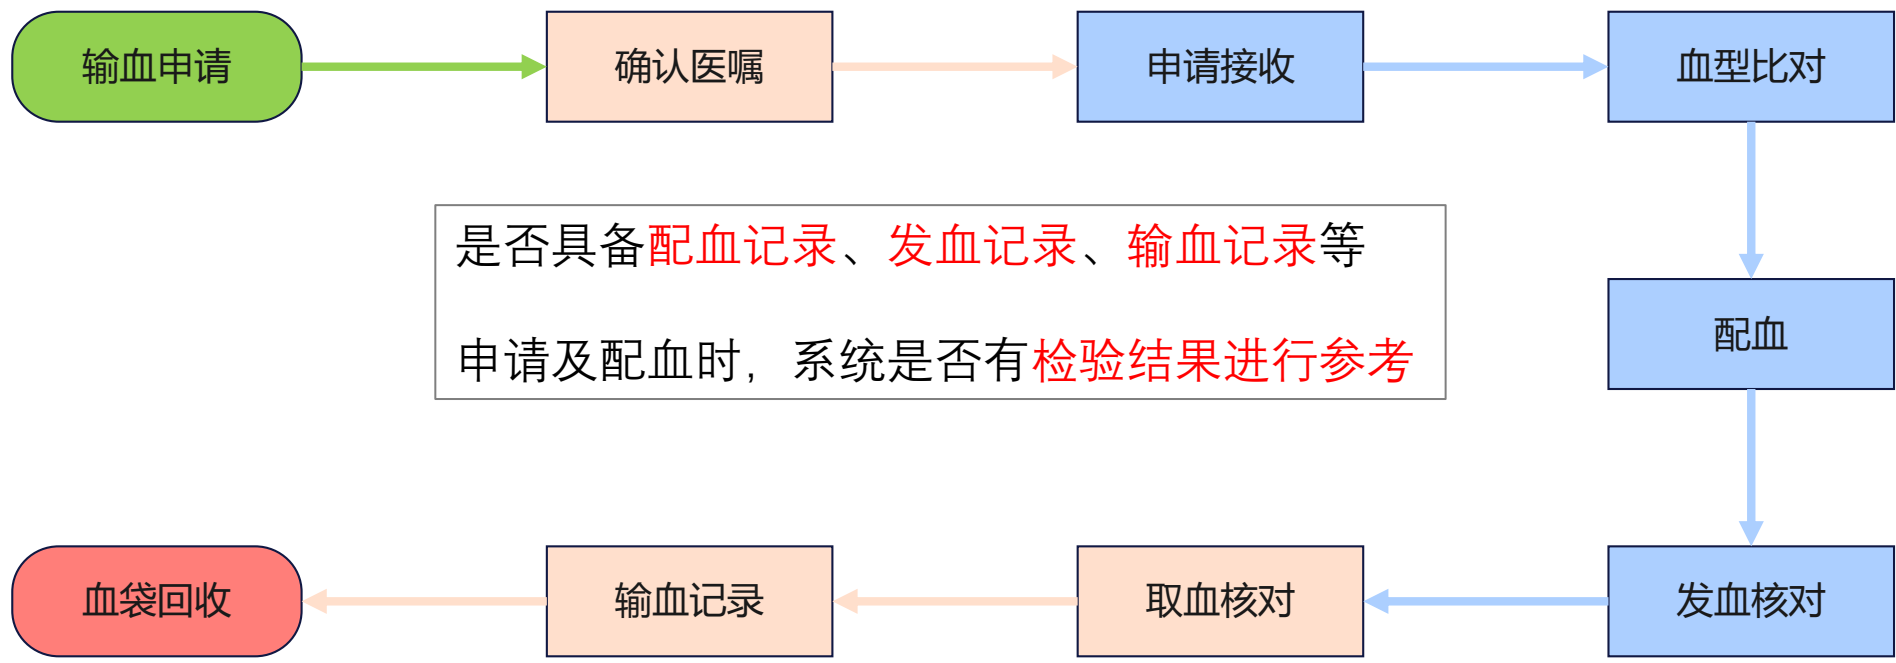 输血申请
确认医嘱
申请接收
血型比对
是否具备配血记录、发血记录、输血记录等
申请及配血时，系统是否有检验结果进行参考
配血
血袋回收
输血记录
取血核对
发血核对